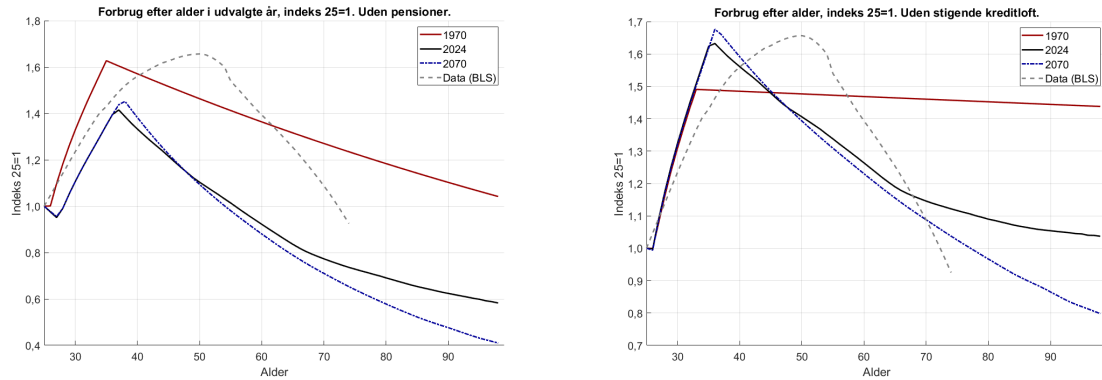 Forbrug efter alder i udvalgte år, indeks 25=1. Uden pensioner.
1,8
1,6
1,4
1,2
1,0
0,8
0,6
0,4
Indeks 25=1
30 40 50 60 70 80 90
Alder
1970
2024
2070
Data (BLS)
Forbrug efter alder, indeks 25=1. Uden stigende kreditloft.
1,7
1,6
1,5
1,4
1,3
1,2
1,1
1,0
0,9
0,8
0,7
Indeks 25=1
30 40 50 60 70 80 90
Alder
1970
2024
2070
Data (BLS)